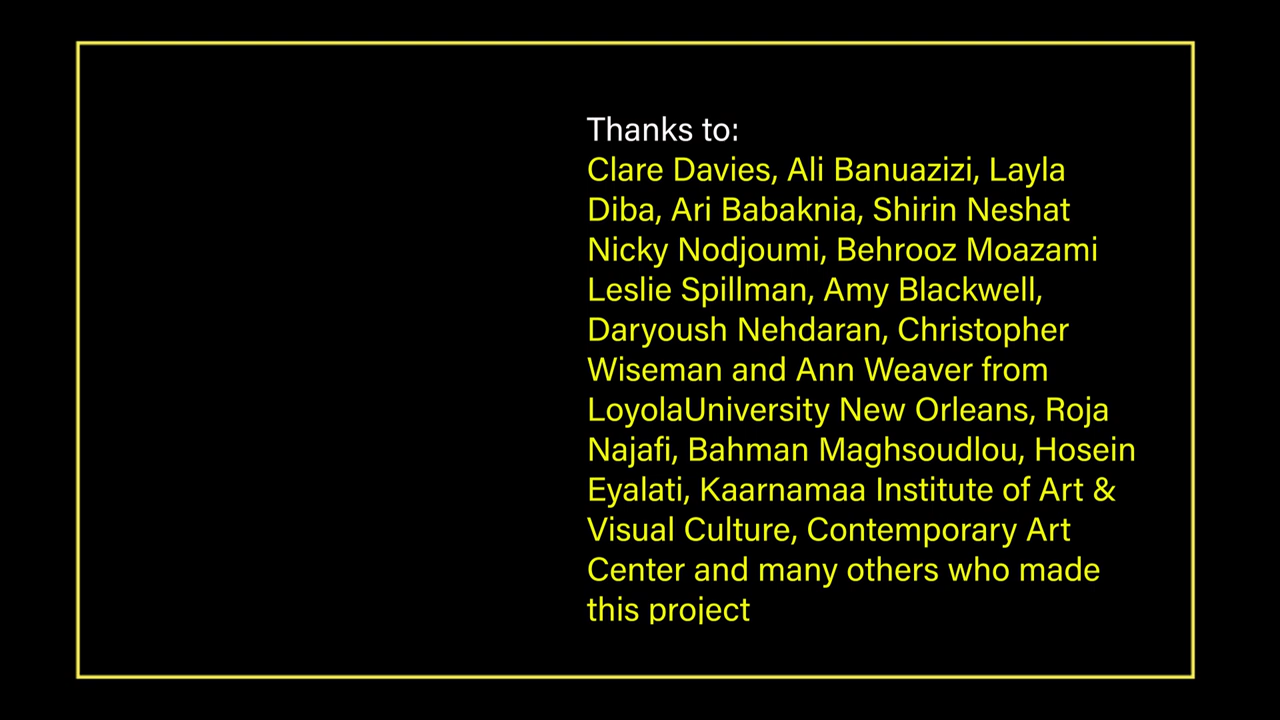 Thanks to:
Clare Davies, Ali Banuazizi, Layla
Diba, Ari Babaknia, Shirin Neshat
Nicky Nodjoumi, Behrooz Moazami
Leslie Spillman, Amy Blackwell,
Daryoush Nehdaran, Christopher
Wiseman and Ann Weaver from
LoyolaUniversity New Orleans, Roja
Najafi, Bahman Maghsoudlou, Hosein
Eyalati, Kaarnamaa Institute of Art &
Visual Culture, Contemporary Art
Center and many others who made
this project